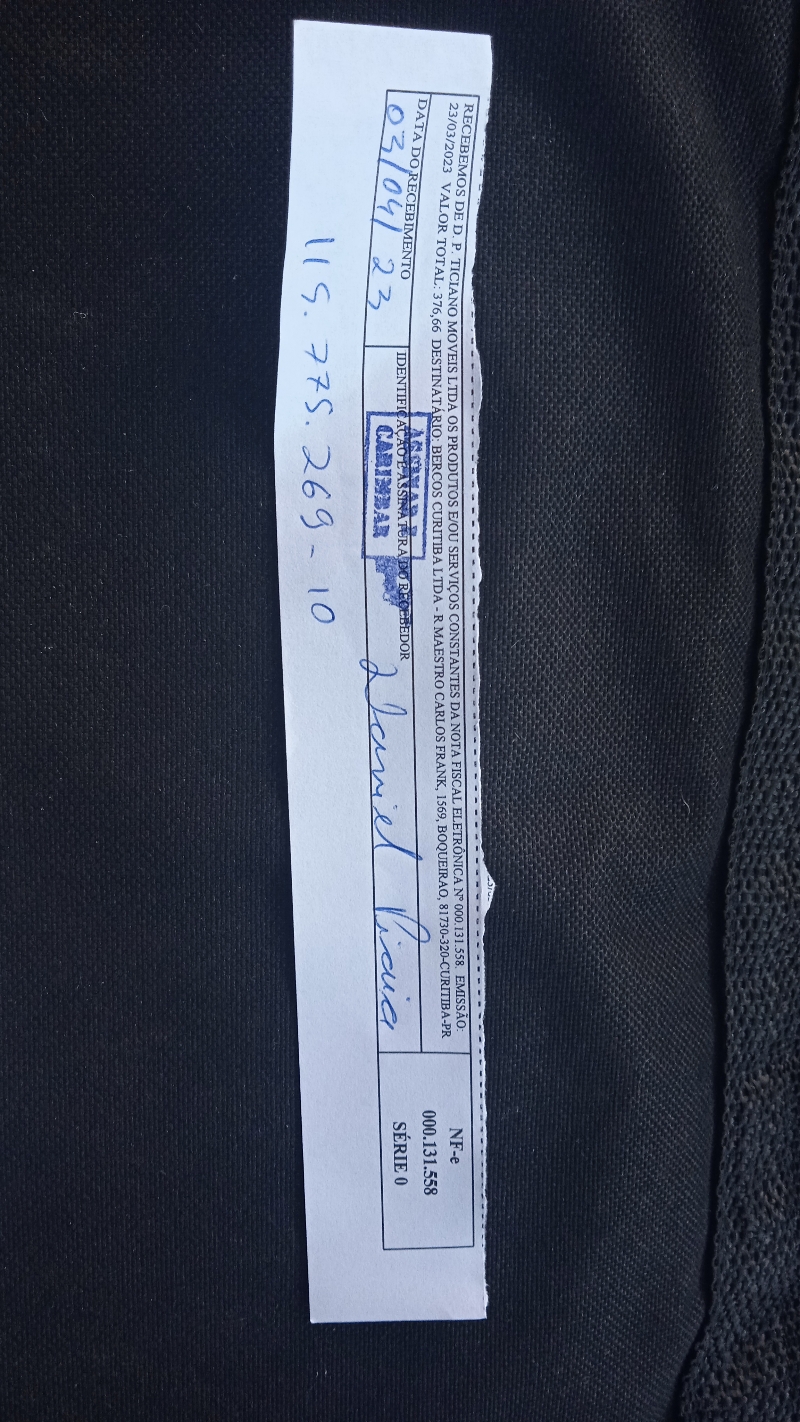 RECEBEMOS DE D. P. TICIANO MOVEIS LTDA OS PRODUTOS E/OU SERVIÇOS CONSTANTES DA NOTA FISCAL ELETRÔNICA Nº 000.131.558. EMISSÃO:
23/03/2023 VALOR TOTAL: 376,66 DESTINATÁRIO: BERCOS CURITIBA LTDA - R MAESTRO CARLOS FRANK, 1569, BOQUEIRAO, 81730-320-CURITIBA-PR
DATA DO RECEBIMENTO
03/04/23
IDENTIFICAÇÃO E ASSINATURA DO RECEBEDOR
ASSINAR E
CARIMBAR
Daniel
NF-e
000.131.558
SÉRIE 0
115.775.269-10